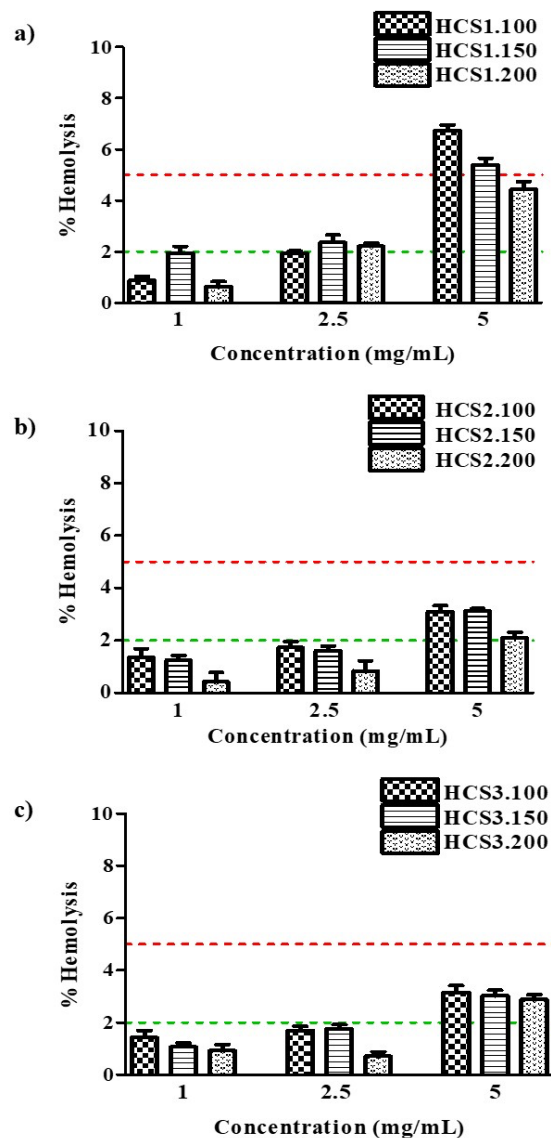 a)
HCS1.100
HCS1.150
HCS1.200
10
8
6
4
2
0
% Hemolysis
1 2.5 5
Concentration (mg/mL)
b)
HCS2.100
HCS2.150
HCS2.200
10
8
6
4
2
0
% Hemolysis
1 2.5 5
Concentration (mg/mL)
c)
HCS3.100
HCS3.150
HCS3.200
10
8
6
4
2
0
% Hemolysis
1 2.5 5
Concentration (mg/mL)